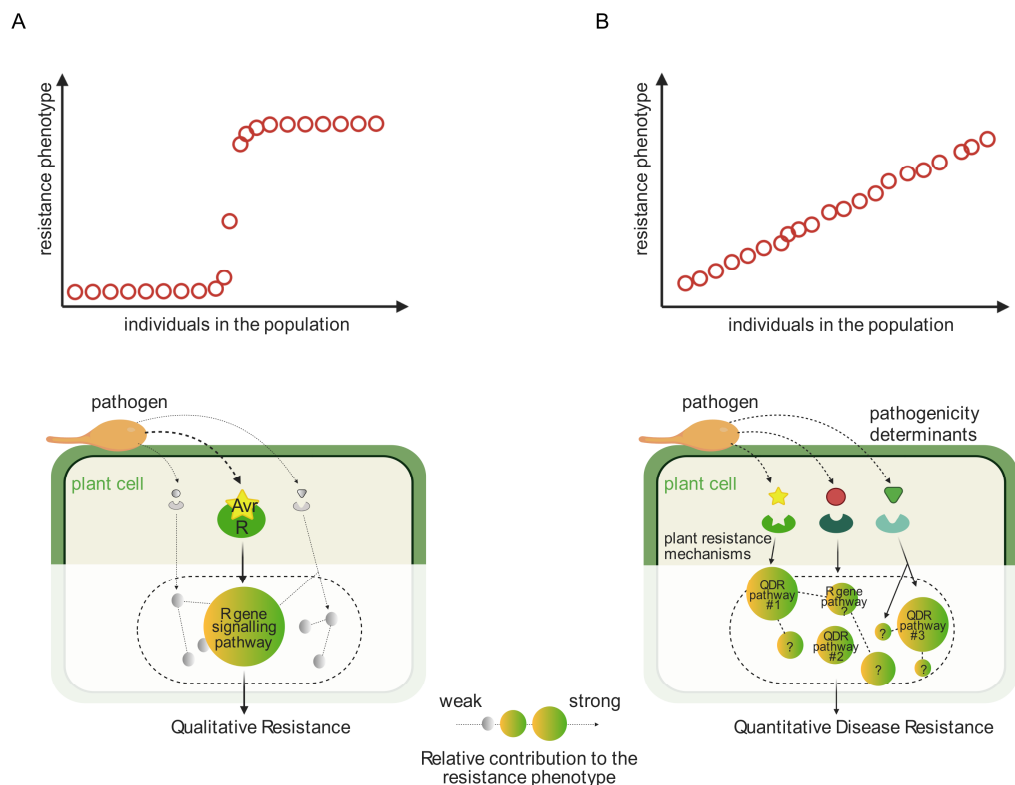 A
resistance phenotype
individuals in the population
B
resistance phenotype
individuals in the population
pathogen
plant cell
Avr
R
R gene
signalling
pathway
Qualitative Resistance
pathogen
pathogenicity
determinants
plant cell
plant resistance
mechanisms
QDR
pathway
#1
R gene
pathway
?
QDR
pathway
#2
?
?
?
QDR
pathway
#3
?
Quantitative Disease Resistance
weak
strong
Relative contribution to the
resistance phenotype